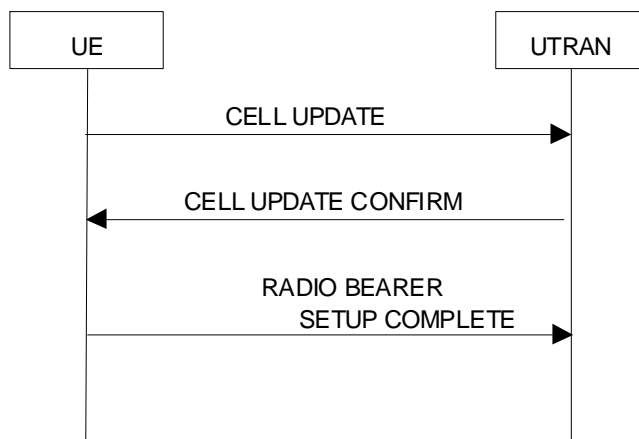 UE
UTRAN
CELL UPDATE
CELL UPDATE CONFIRM
RADIO BEARER
SETUP COMPLETE